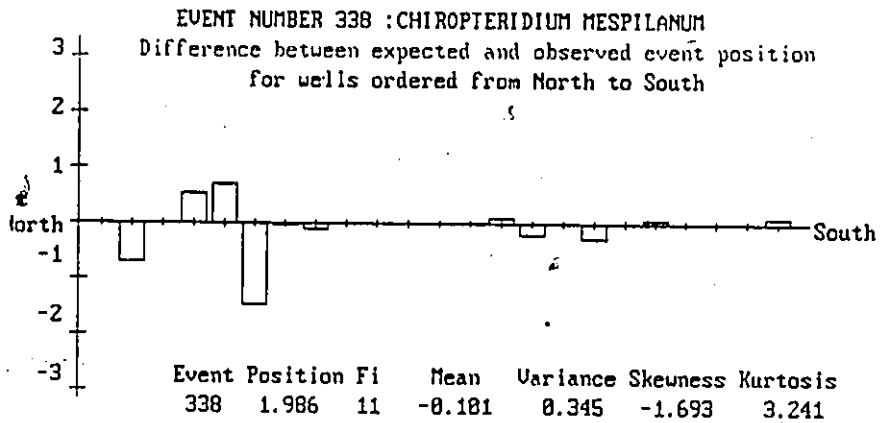 EVENT NUMBER 338 :CHIROPTERIDIUM MESPILANUM
Difference between expected and observed event position
for wells ordered from North to South
3
2
1
North
South
-1
-2
-3
Event Position Fi Mean Variance Skewness Kurtosis
338 1.986 11 -0.101 0.345 -1.693 3.241